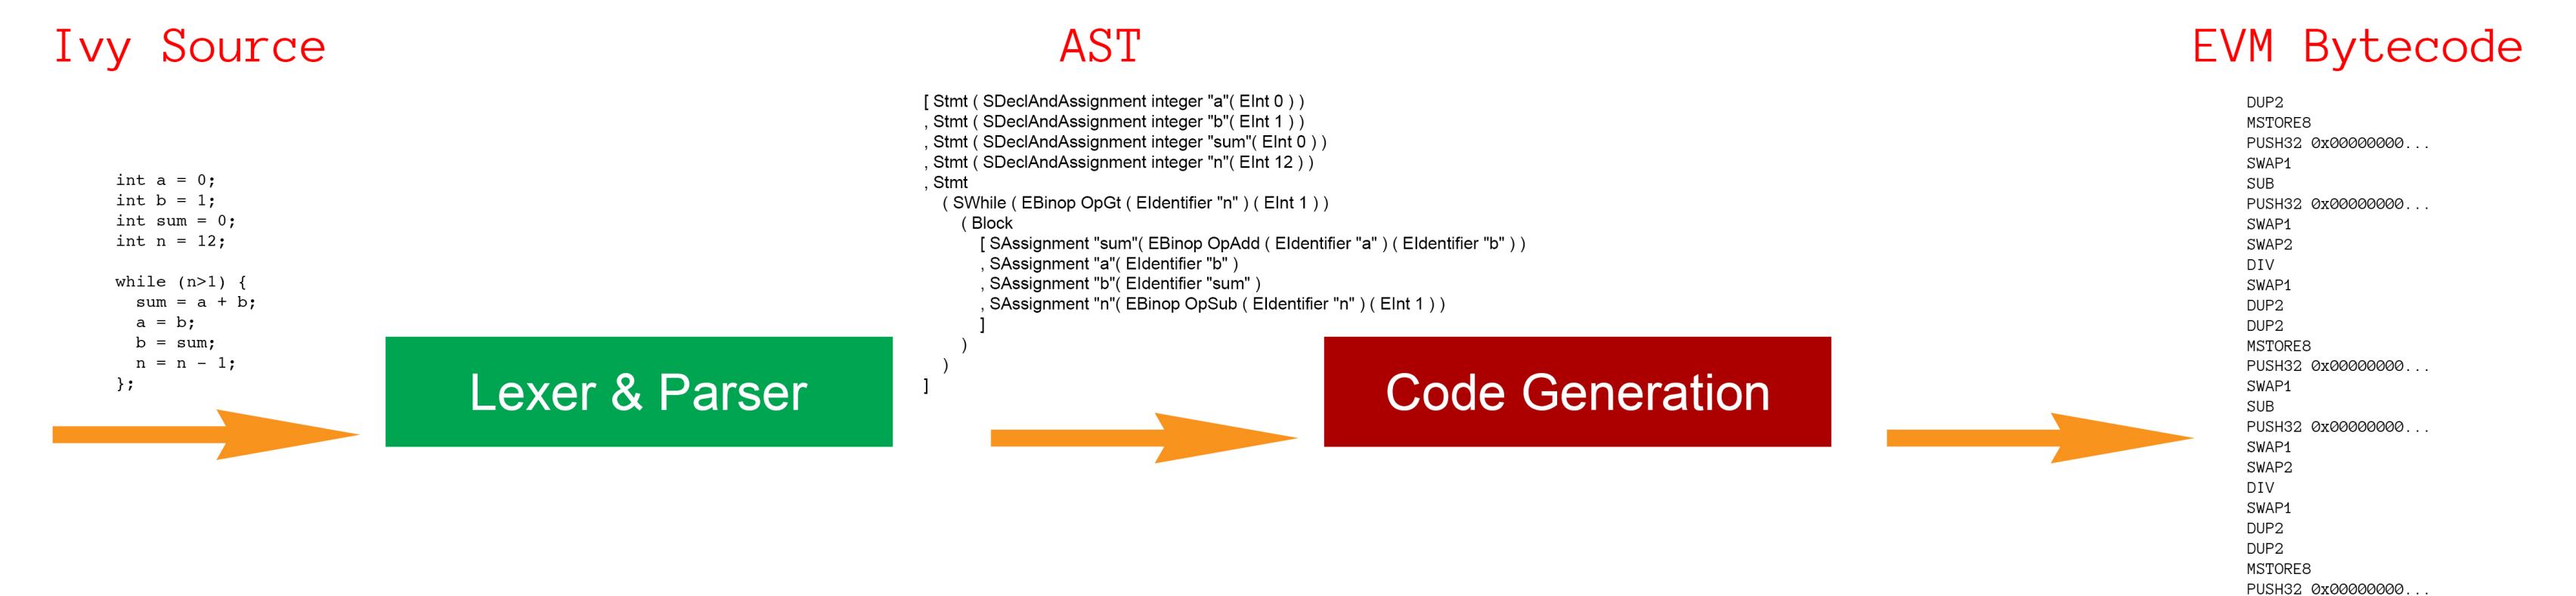 Ivy Source
int a = 0;
int b = 1;
int sum = 0;
int n = 12;
while (n>1) {
sum = a + b;
a = b;
b = sum;
n = n - 1;
};
Lexer & Parser
AST
[ Stmt ( SDeclAndAssignment integer "a"( EInt 0 ) )
, Stmt ( SDeclAndAssignment integer "b"( EInt 1 ) )
, Stmt ( SDeclAndAssignment integer "sum"( EInt 0 ) )
, Stmt ( SDeclAndAssignment integer "n"( EInt 12 ) )
, Stmt
( SWhile ( EBinop OpGt ( EIdentifier "n" ) ( EInt 1 ) )
( Block
[ SAssignment "sum"( EBinop OpAdd ( EIdentifier "a" ) ( EIdentifier "b" ) )
, SAssignment "a"( EIdentifier "b" )
, SAssignment "b"( EIdentifier "sum" )
, SAssignment "n"( EBinop OpSub ( EIdentifier "n" ) ( EInt 1 ) )
]
)
)
]
Code Generation
EVM Bytecode
DUP2
MSTORE8
PUSH32 0x00000000...
SWAP1
SUB
PUSH32 0x00000000...
SWAP1
SWAP2
DIV
SWAP1
DUP2
DUP2
MSTORE8
PUSH32 0x00000000...
SWAP1
SUB
PUSH32 0x00000000...
SWAP1
SWAP2
DIV
SWAP1
DUP2
DUP2
MSTORE8
PUSH32 0x00000000...